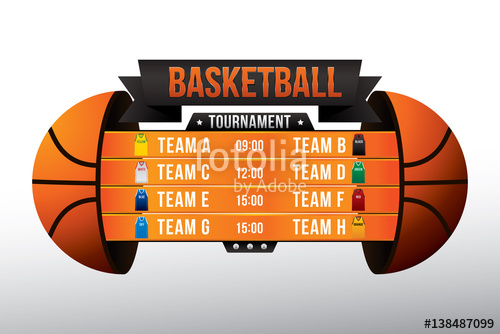 BASKETBALL
TOURNAMENT
TEAM A 09:00 TEAM B
TEAM C 12:00 TEAM D
TEAM E 15:00 TEAM F
TEAM G 15:00 TEAM H
fotolia
by Adobe
#138487099